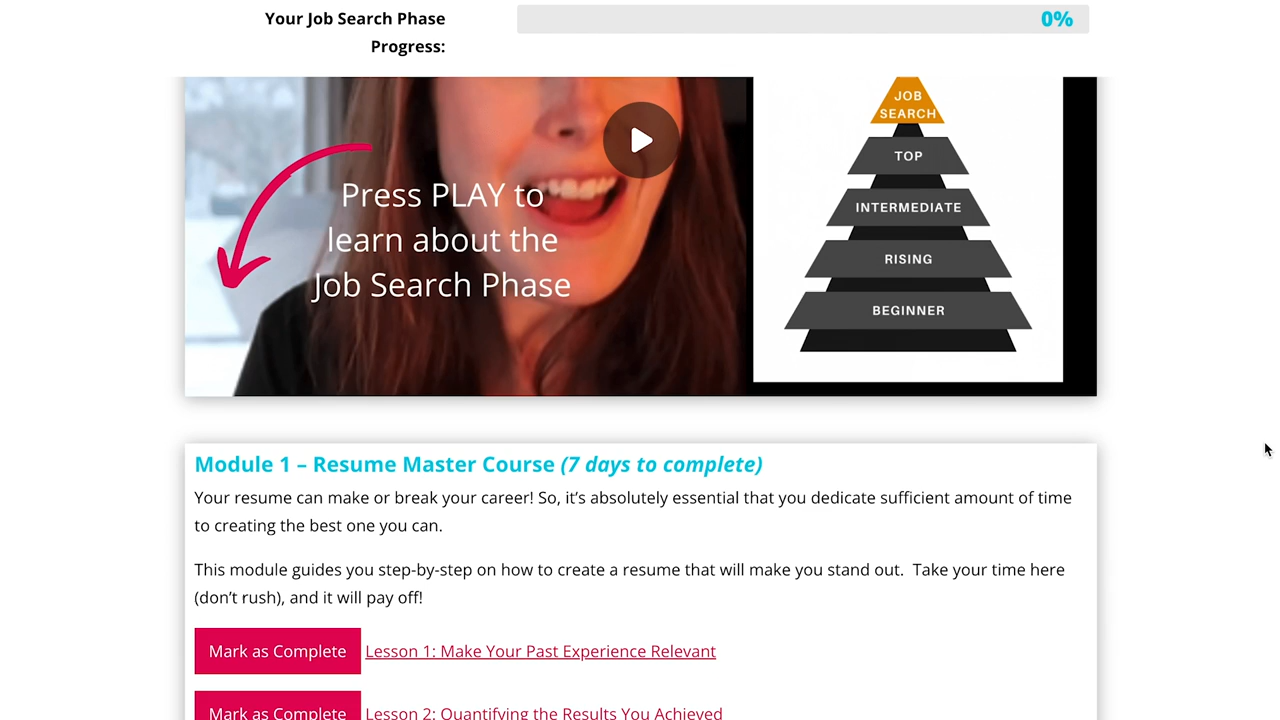 Your Job Search Phase
Progress:
0%
Press PLAY to
learn about the
Job Search Phase
JOB
SEARCH
TOP
INTERMEDIATE
RISING
BEGINNER
Module 1 – Resume Master Course (7 days to complete)
Your resume can make or break your career! So, it’s absolutely essential that you dedicate sufficient amount of time
to creating the best one you can.
This module guides you step-by-step on how to create a resume that will make you stand out.  Take your time here
(don’t rush), and it will pay off!
Mark as Complete Lesson 1: Make Your Past Experience Relevant
Mark as Complete Lesson 2: Quantifying the Results You Achieved